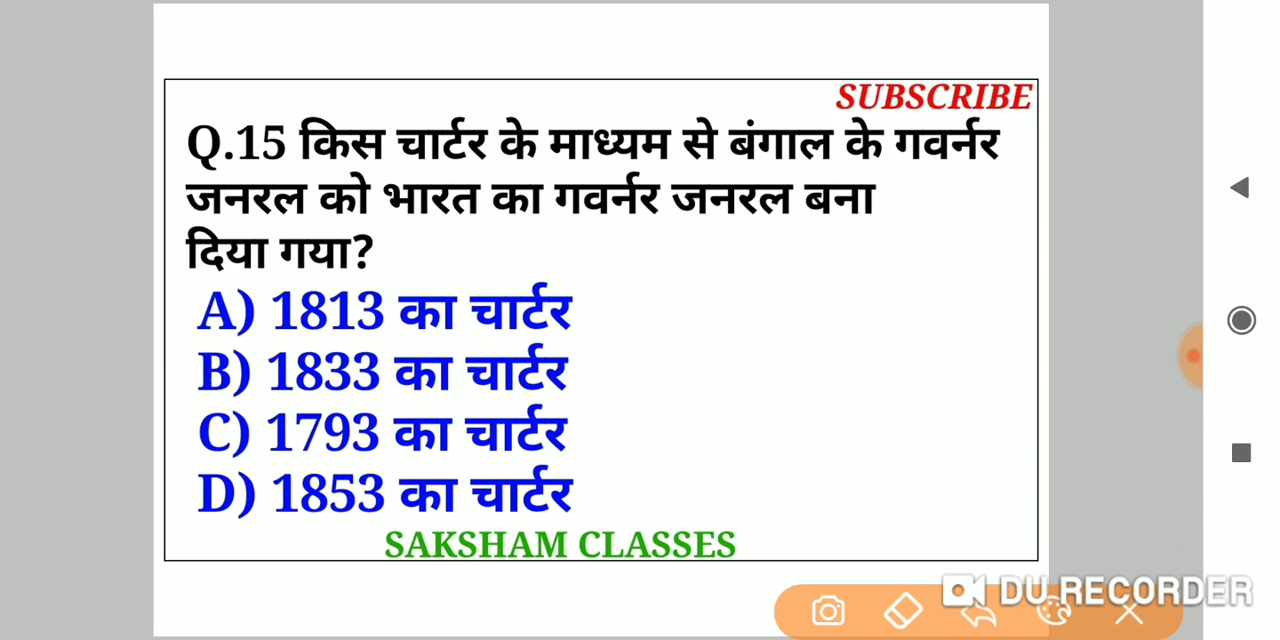 SUBSCRIBE
Q.15 किस चार्टर के माध्यम से बंगाल के गवर्नर
जनरल को भारत का गवर्नर जनरल बना
दिया गया?
A) 1813 का चार्टर
B) 1833 का चार्टर
C) 1793 का चार्टर
D) 1853 का चार्टर
SAKSHAM CLASSES
DU RECORDER